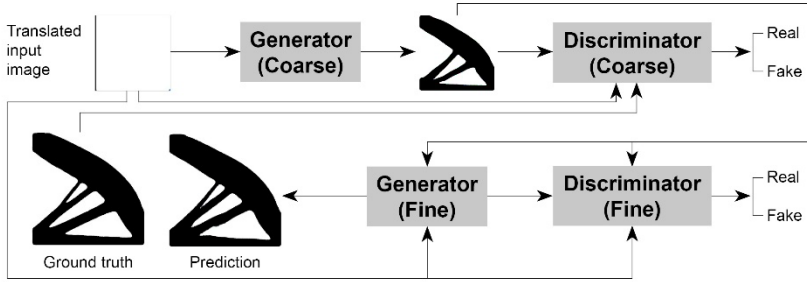 Translated
input
image
Generator
(Coarse)
Discriminator
(Coarse)
Real
Fake
Generator
(Fine)
Discriminator
(Fine)
Real
Fake
Ground truth
Prediction